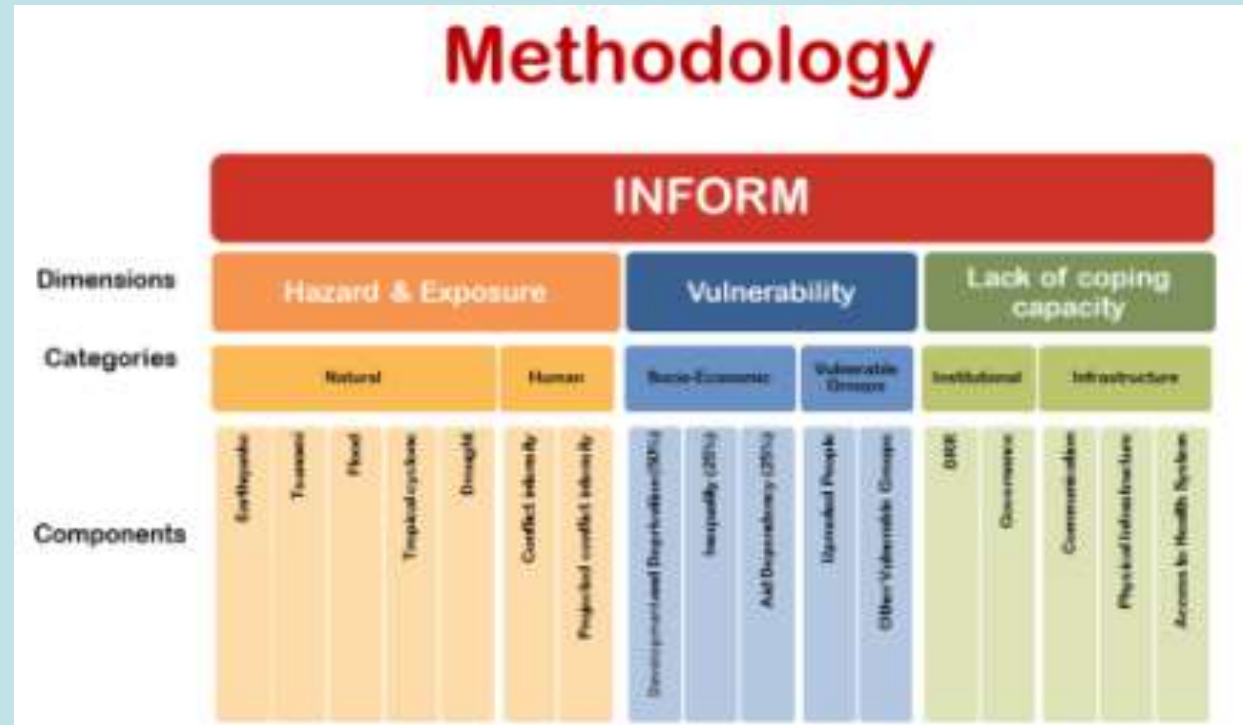 Methodology
INFORM
Dimensions
Hazard & Exposure
Vulnerability
Lack of coping
capacity
Categories
Natural
Human
Socio-Economic
Vulnerable
Groups
Institutional
Infrastructure
Components
Earthquake
Tsunami
Flood
Tropical cyclone
Drought
Conflict intensity
Projected conflict intensity
Development and Deprivation (50%)
Inequality (25%)
Aid Dependency (25%)
Uprooted People
Other Vulnerable Groups
DRR
Governance
Communication
Physical Infrastructure
Access to Health System